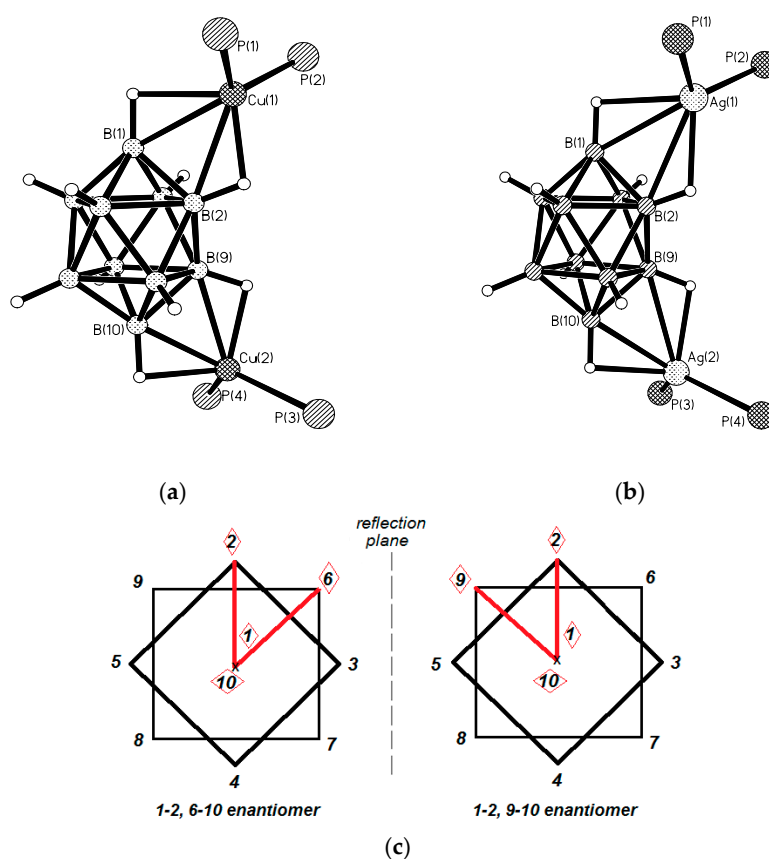 P(1)
P(2)
Cu(1)
B(1)
B(2)
B(9)
B(10)
Cu(2)
P(4)
P(3)
(a)
P(1)
P(2)
Ag(1)
B(1)
B(2)
B(9)
B(10)
Ag(2)
P(3)
P(4)
(b)
reflection
plane
2
9
6
1
5
3
10
8
7
4
1-2, 6-10 enantiomer
2
9
6
1
5
3
10
8
7
4
1-2, 9-10 enantiomer
(c)